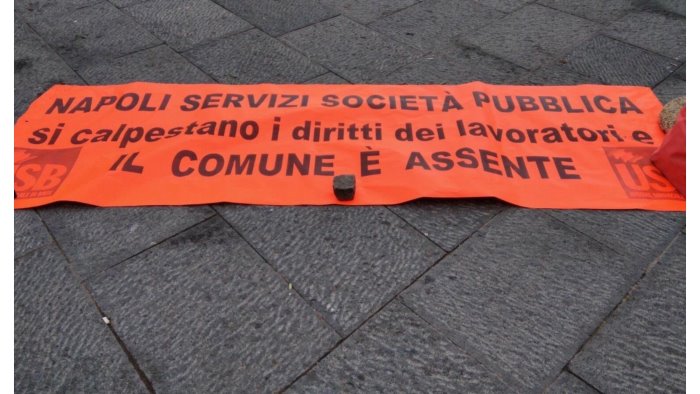 NAPOLI SERVIZI SOCIETÀ PUBBLICA
si calpestano i diritti dei lavoratori e
IL COMUNE È ASSENTE
USB
USB